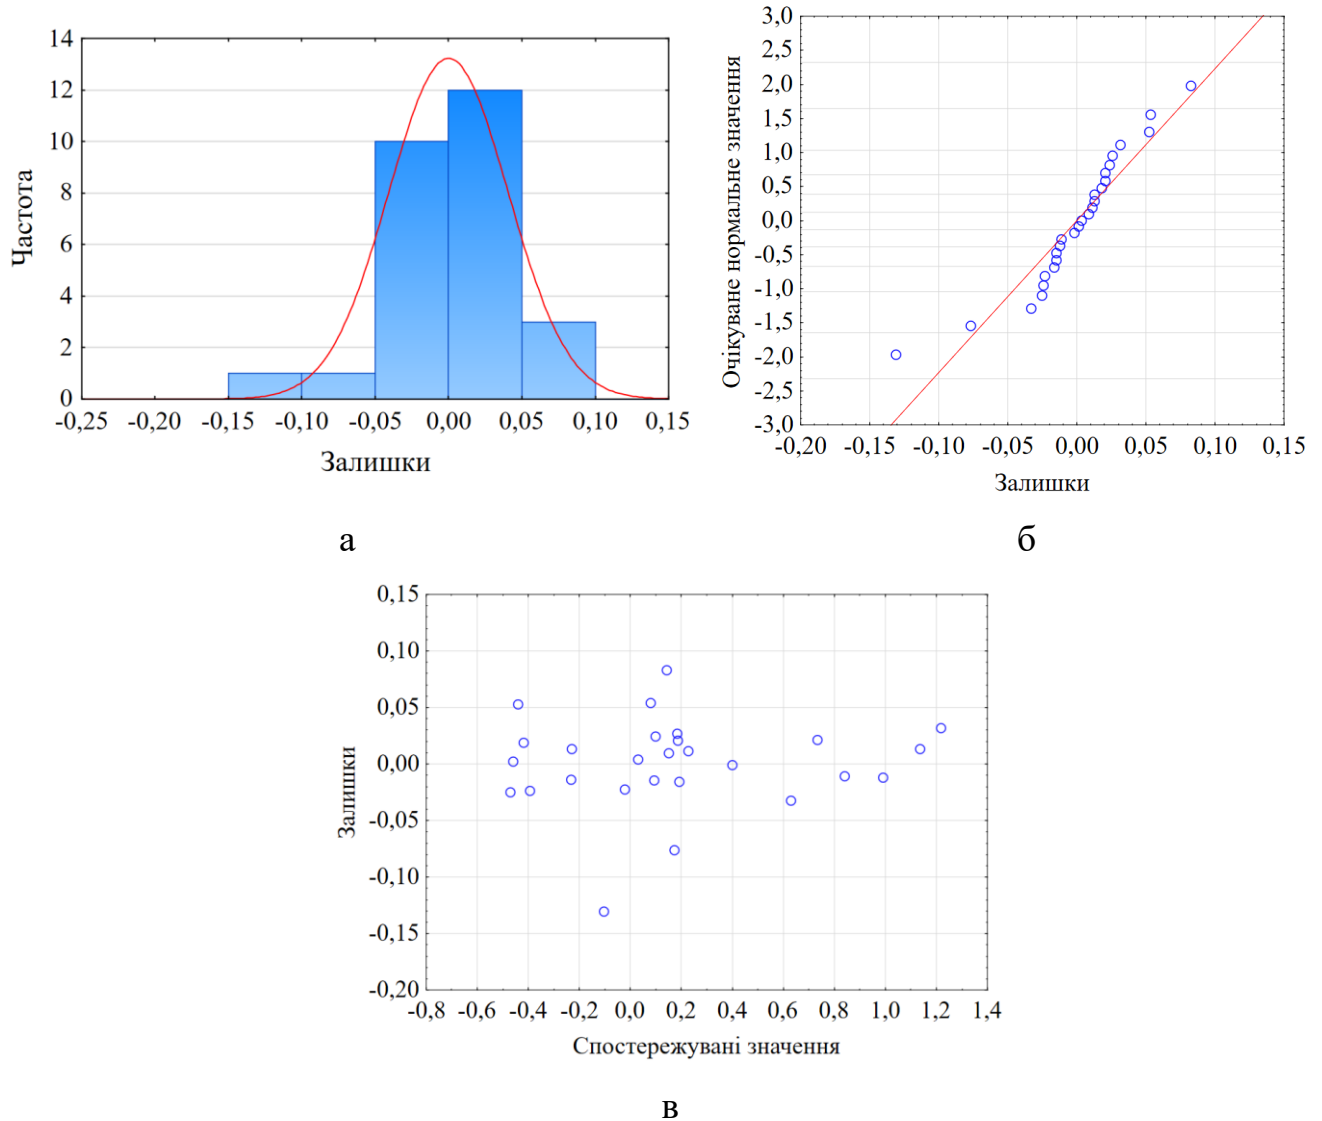 14
12
10
8
6
4
2
0
Частота
-0,25 -0,20 -0,15 -0,10 -0,05 0,00 0,05 0,10 0,15
Залишки
а
3,0
2,5
2,0
1,5
1,0
0,5
0,0
-0,5
-1,0
-1,5
-2,0
-2,5
-3,0
Очікуване нормальне значення
-0,20 -0,15 -0,10 -0,05 0,00 0,05 0,10 0,15
Залишки
б
0,15
0,10
0,05
0,00
-0,05
-0,10
-0,15
-0,20
Залишки
-0,8 -0,6 -0,4 -0,2 0,0 0,2 0,4 0,6 0,8 1,0 1,2 1,4
Спостережувані значення
в